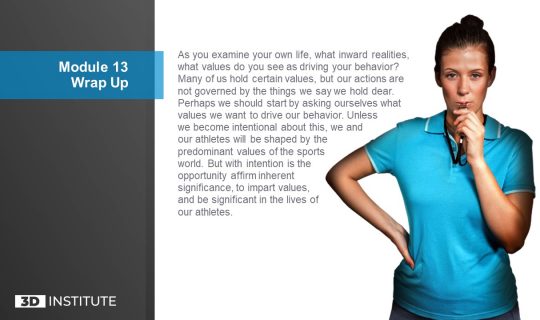 Module 13
Wrap Up
As you examine your own life, what inward realities,
what values do you see as driving your behavior?
Many of us hold certain values, but our actions are
not governed by the things we say we hold dear.
Perhaps we should start by asking ourselves what
values we want to drive our behavior. Unless
we become intentional about this, we and
our athletes will be shaped by the
predominant values of the sports
world. But with intention is the
opportunity affirm inherent
significance, to impart values,
and be significant in the lives of
our athletes.
3D INSTITUTE